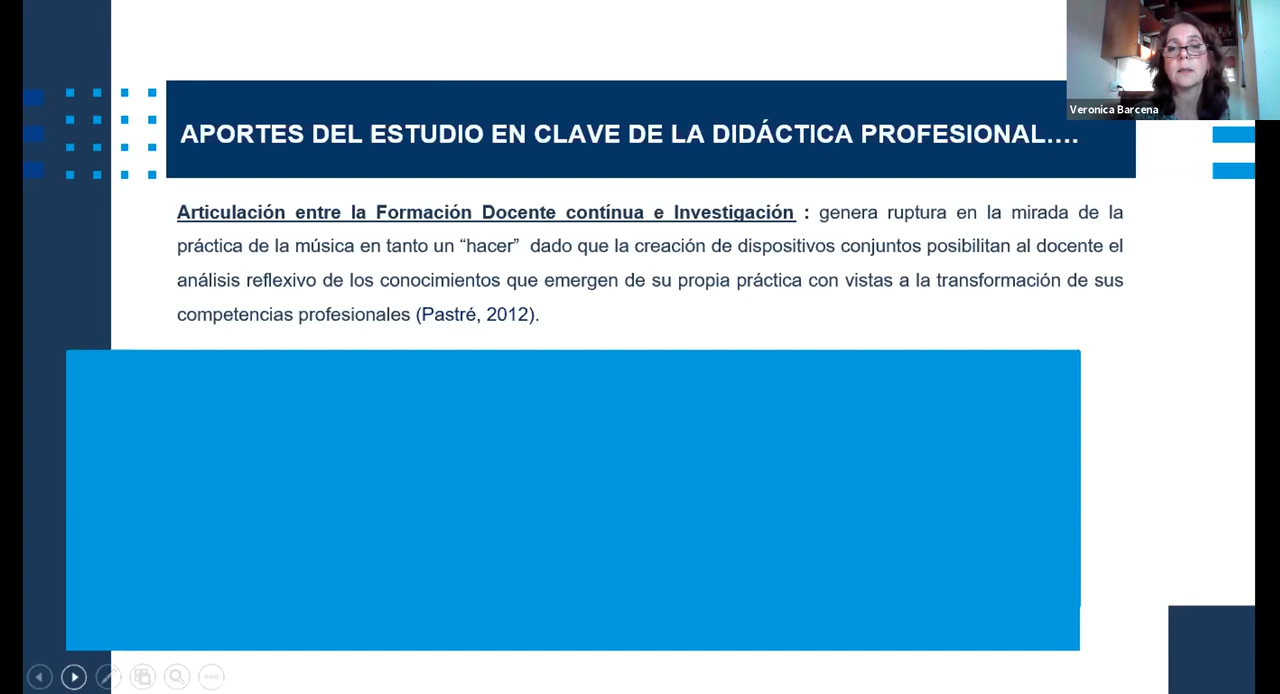 Veronica Barcena
APORTES DEL ESTUDIO EN CLAVE DE LA DIDÁCTICA PROFESIONAL....
Articulación entre la Formación Docente contínua e Investigación : genera ruptura en la mirada de la
práctica de la música en tanto un “hacer” dado que la creación de dispositivos conjuntos posibilitan al docente el
análisis reflexivo de los conocimientos que emergen de su propia práctica con vistas a la transformación de sus
competencias profesionales (Pastré, 2012).